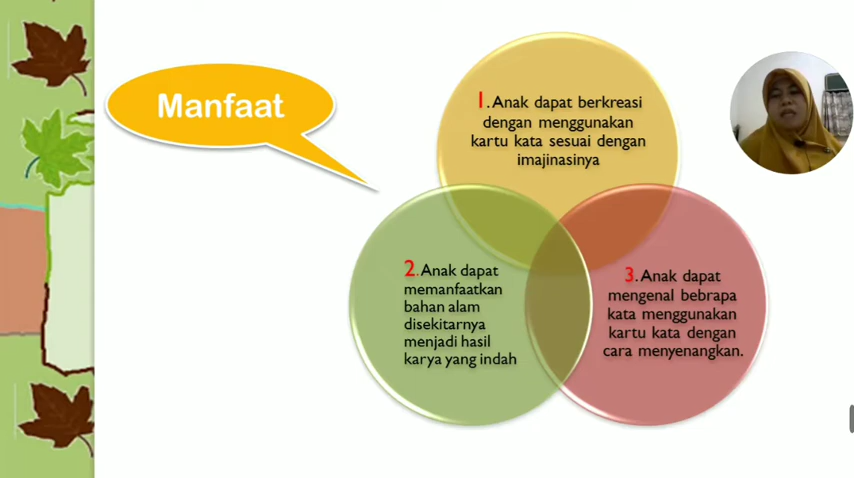 Manfaat
1. Anak dapat berkreasi
dengan menggunakan
kartu kata sesuai dengan
imajinasinya
2. Anak dapat
memanfaatkan
bahan alam
disekitarnya
menjadi hasil
karya yang indah
3. Anak dapat
mengenal bebrapa
kata menggunakan
kartu kata dengan
cara menyenangkan.